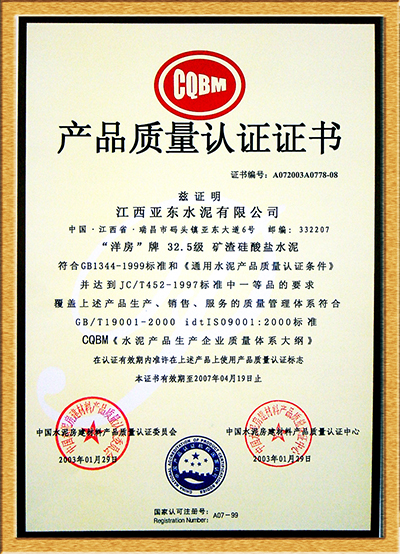 CQBM
产品质量认证证书
证书编号：A072003A0778-08
兹证明
江西亚东水泥有限公司
中国·江西省·瑞昌市码头镇亚东大道6号 邮编：332207
“洋房”牌 32.5级 矿渣硅酸盐水泥
符合GB1344-1999标准和《通用水泥产品质量认证条件》
并达到JC/T452-1997标准中一等品的要求
覆盖上述产品生产、销售、服务的质量管理体系符合
GB/T19001-2000 idtISO9001:2000标准
CQBM《水泥产品生产企业质量体系大纲》
在认证有效期内准许在上述产品上使用产品质量认证标志
本证书有效期至2007年04月19日止
中国水泥房建材料产品质量认证委员会
中国水泥房建材料产品质量认证中心
2003年01月29日
2003年01月29日
国家认可注册号：
Registration Number：
A07-99